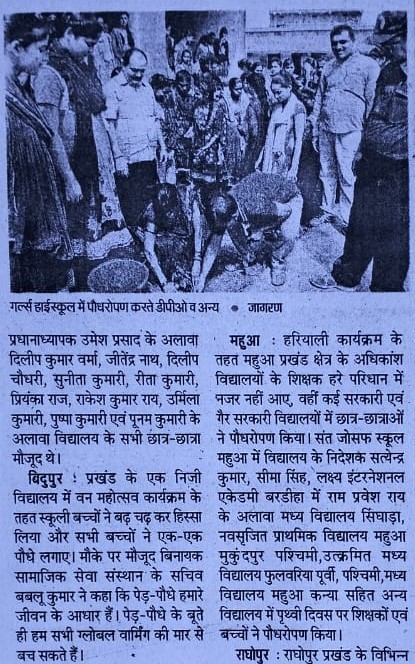 गर्ल्स हाईस्कूल में पौधरोपण करते डीपीओ व अन्य • जागरण
प्रधानाध्यापक उमेश प्रसाद के अलावा
दिलीप कुमार वर्मा, जीतेंद्र नाथ, दिलीप
चौधरी, सुनीता कुमारी, रीता कुमारी,
प्रियंका राज, राकेश कुमार राय, उर्मिला
कुमारी, पुष्पा कुमारी एवं पूनम कुमारी के
अलावा विद्यालय के सभी छात्र-छात्रा
मौजूद थे।
बिदुपुर : प्रखंड के एक निजी
विद्यालय में वन महोत्सव कार्यक्रम के
तहत स्कूली बच्चों ने बढ़ चढ़ कर हिस्सा
लिया और सभी बच्चों ने एक-एक
पौधे लगाए। मौके पर मौजूद बिनायक
सामाजिक सेवा संस्थान के सचिव
बबलू कुमार ने कहा कि पेड़-पौधे हमारे
जीवन के आधार हैं। पेड़-पौधे के बूते
ही हम सभी ग्लोबल वार्मिंग की मार से
बच सकते हैं।
महुआ : हरियाली कार्यक्रम के
तहत महुआ प्रखंड क्षेत्र के अधिकांश
विद्यालयों के शिक्षक हरे परिधान में
नजर नहीं आए, वहीं कई सरकारी एवं
गैर सरकारी विद्यालयों में छात्र-छात्राओं
ने पौधरोपण किया। संत जोसफ स्कूल
महुआ में विद्यालय के निदेशक सत्येन्द्र
कुमार, सीमा सिंह, लक्ष्य इंटरनेशनल
एकेडमी बरडीहा में राम प्रवेश राय
के अलावा मध्य विद्यालय सिंघाड़ा,
नवसृजित प्राथमिक विद्यालय महुआ
मुकुंदपुर पश्चिमी,उत्क्रमित मध्य
विद्यालय फुलवरिया पूर्वी, पश्चिमी,मध्य
विद्यालय महुआ कन्या सहित अन्य
विद्यालय में पृथ्वी दिवस पर शिक्षकों एवं
बच्चों ने पौधरोपण किया।
राघोपुर : राघोपुर प्रखंड के विभिन्न